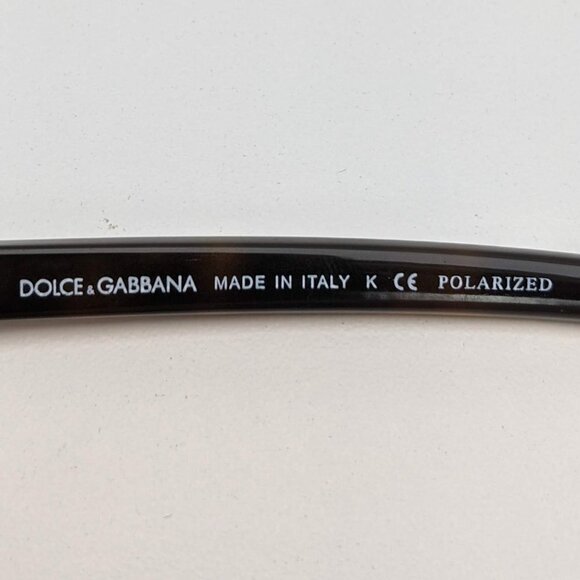 DOLCE & GABBANA MADE IN ITALY K CE POLARIZED